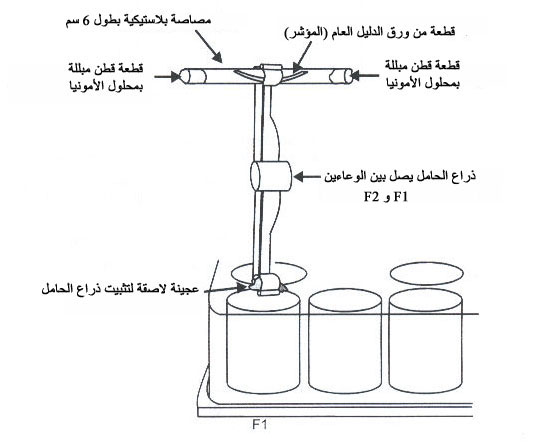 مصاصة بلاستيكية بطول 6 سم
قطعة من ورق الدليل العام (المؤشر)
قطعة قطن مبللة
بمحلول الأمونيا
قطعة قطن مبللة
بمحلول الأمونيا
ذراع الحامل يصل بين الوعاءين
F1 و F2
عجينة لاصقة لتثبيت ذراع الحامل
F1